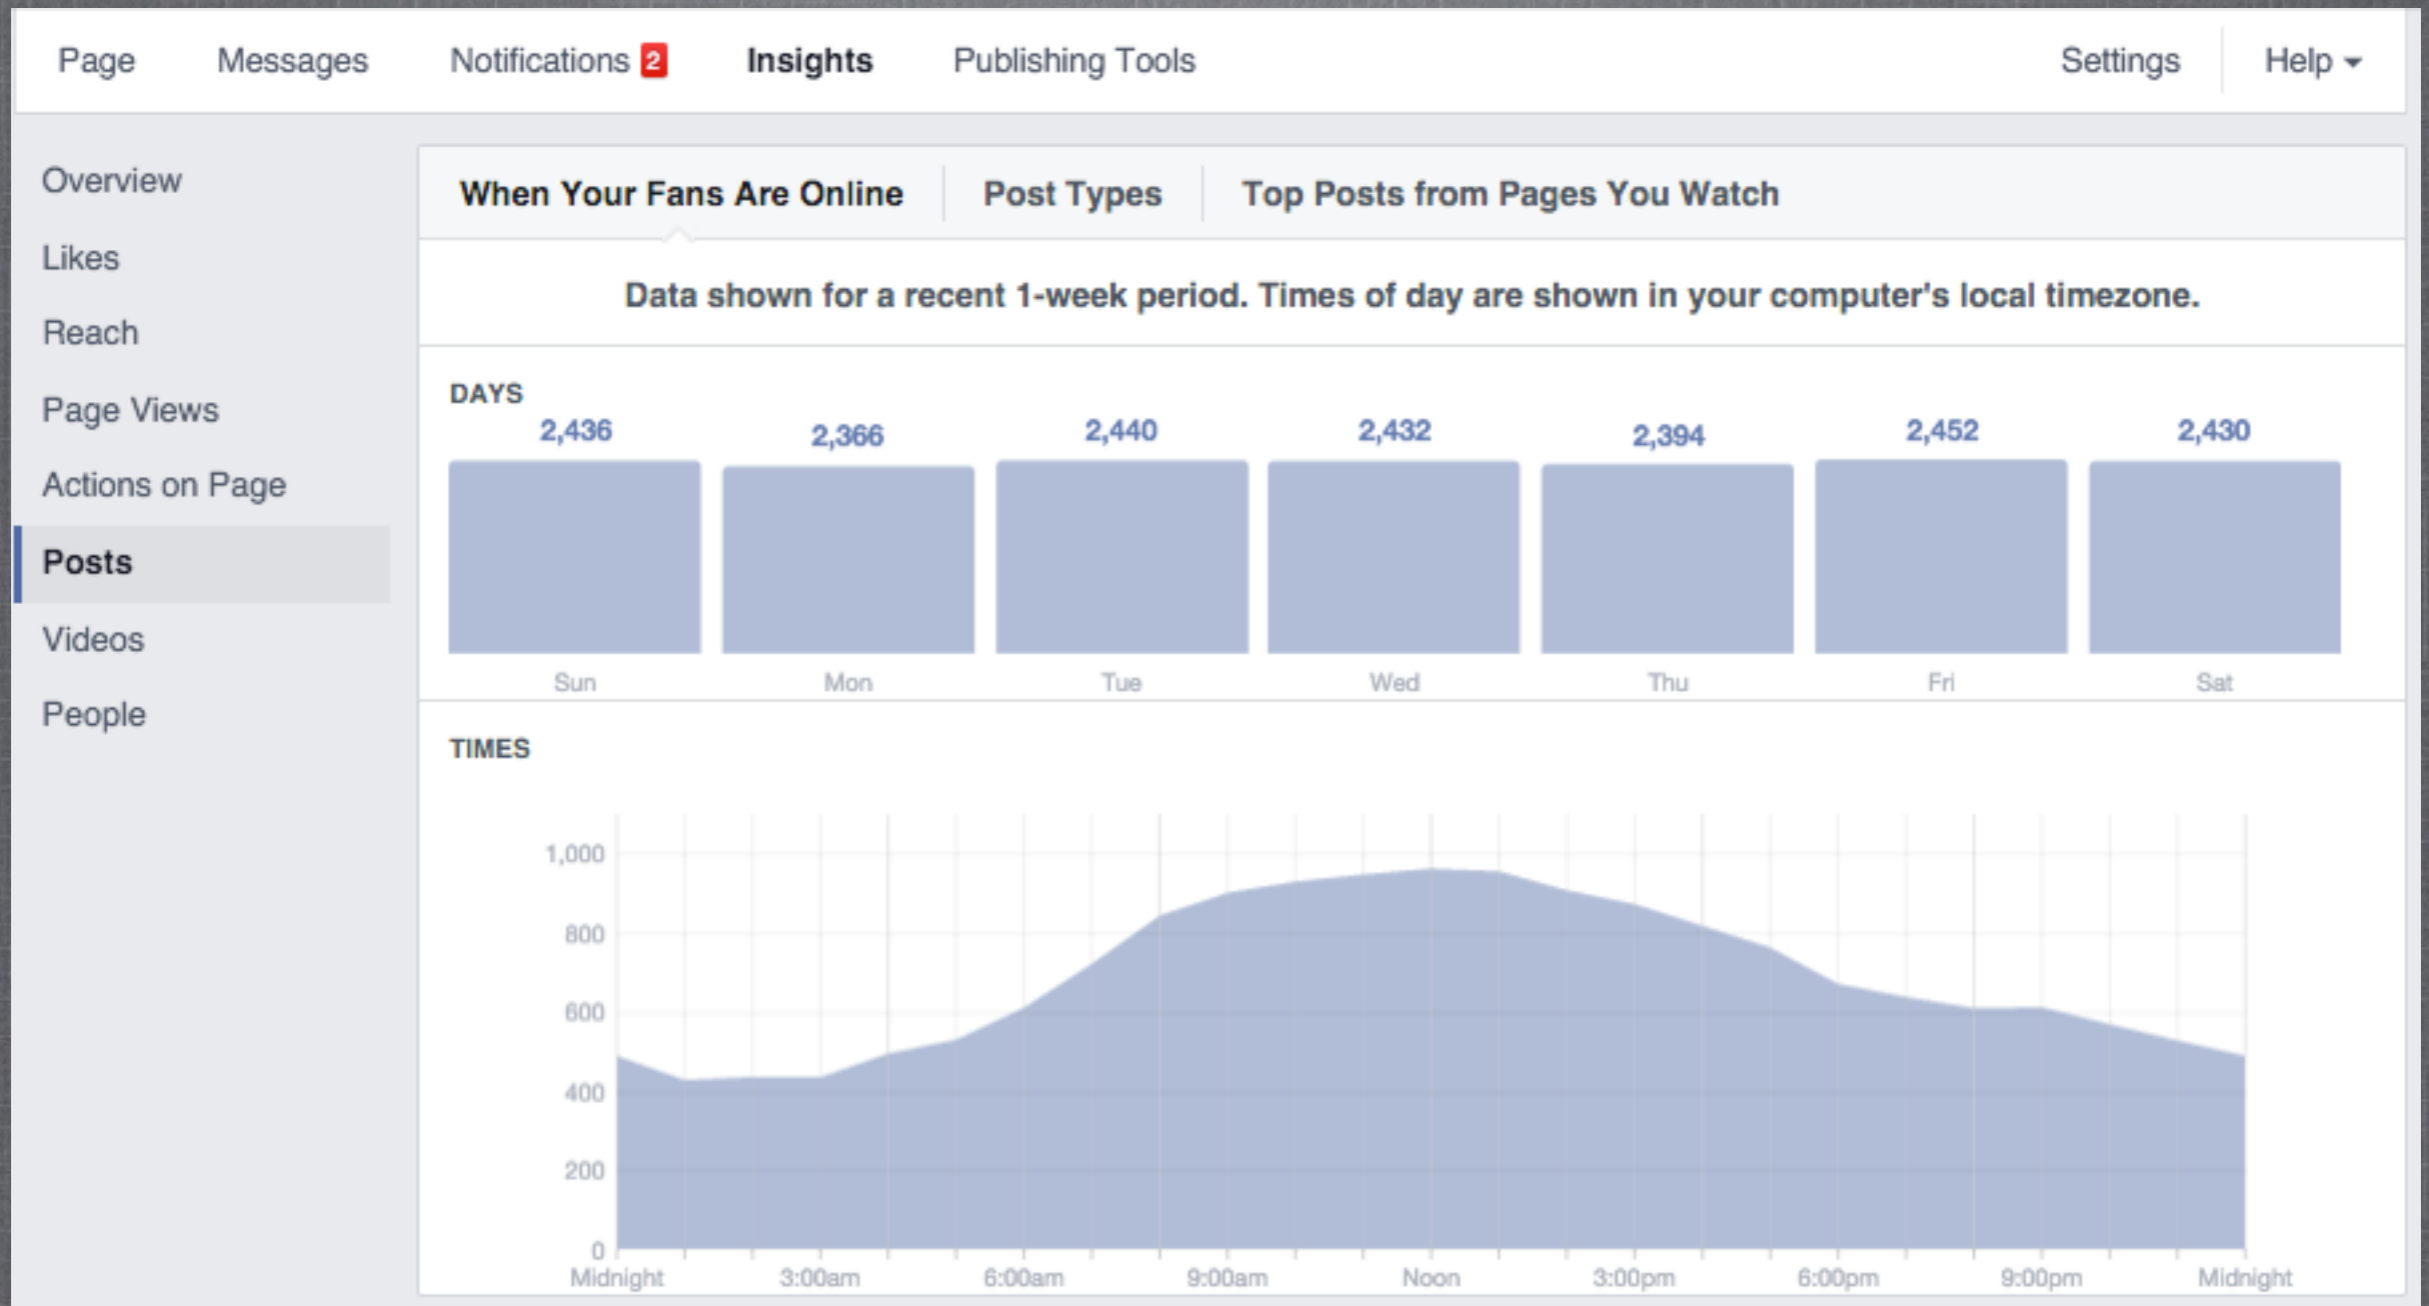 Page Messages Notifications 2 Insights Publishing Tools Settings Help
Overview
Likes
Reach
Page Views
Actions on Page
Posts
Videos
People
When Your Fans Are Online Post Types Top Posts from Pages You Watch
Data shown for a recent 1-week period. Times of day are shown in your computer's local timezone.
DAYS
2,436 2,366 2,440 2,432 2,394 2,452 2,430
Sun Mon Tue Wed Thu Fri Sat
TIMES
1,000
800
600
400
200
0
Midnight 3:00am 6:00am 9:00am Noon 3:00pm 6:00pm 9:00pm Midnight